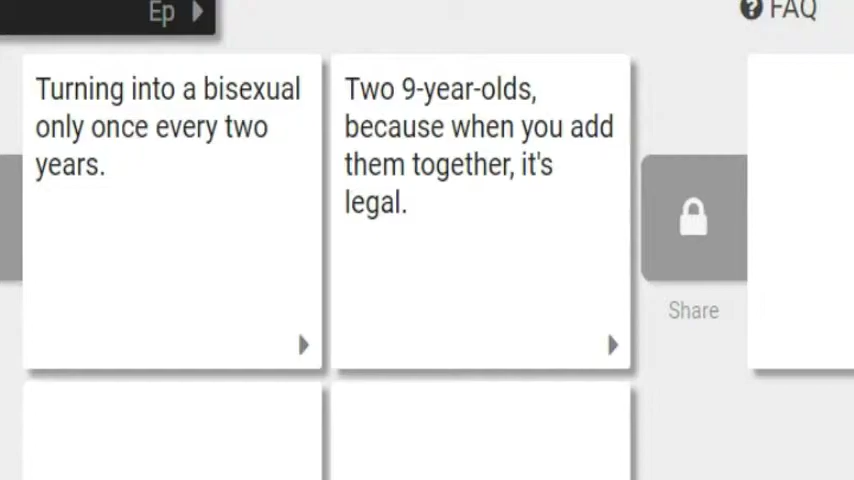 Ep
FAQ
Turning into a bisexual
only once every two
years.
Two 9-year-olds,
because when you add
them together, it's
legal.
Share